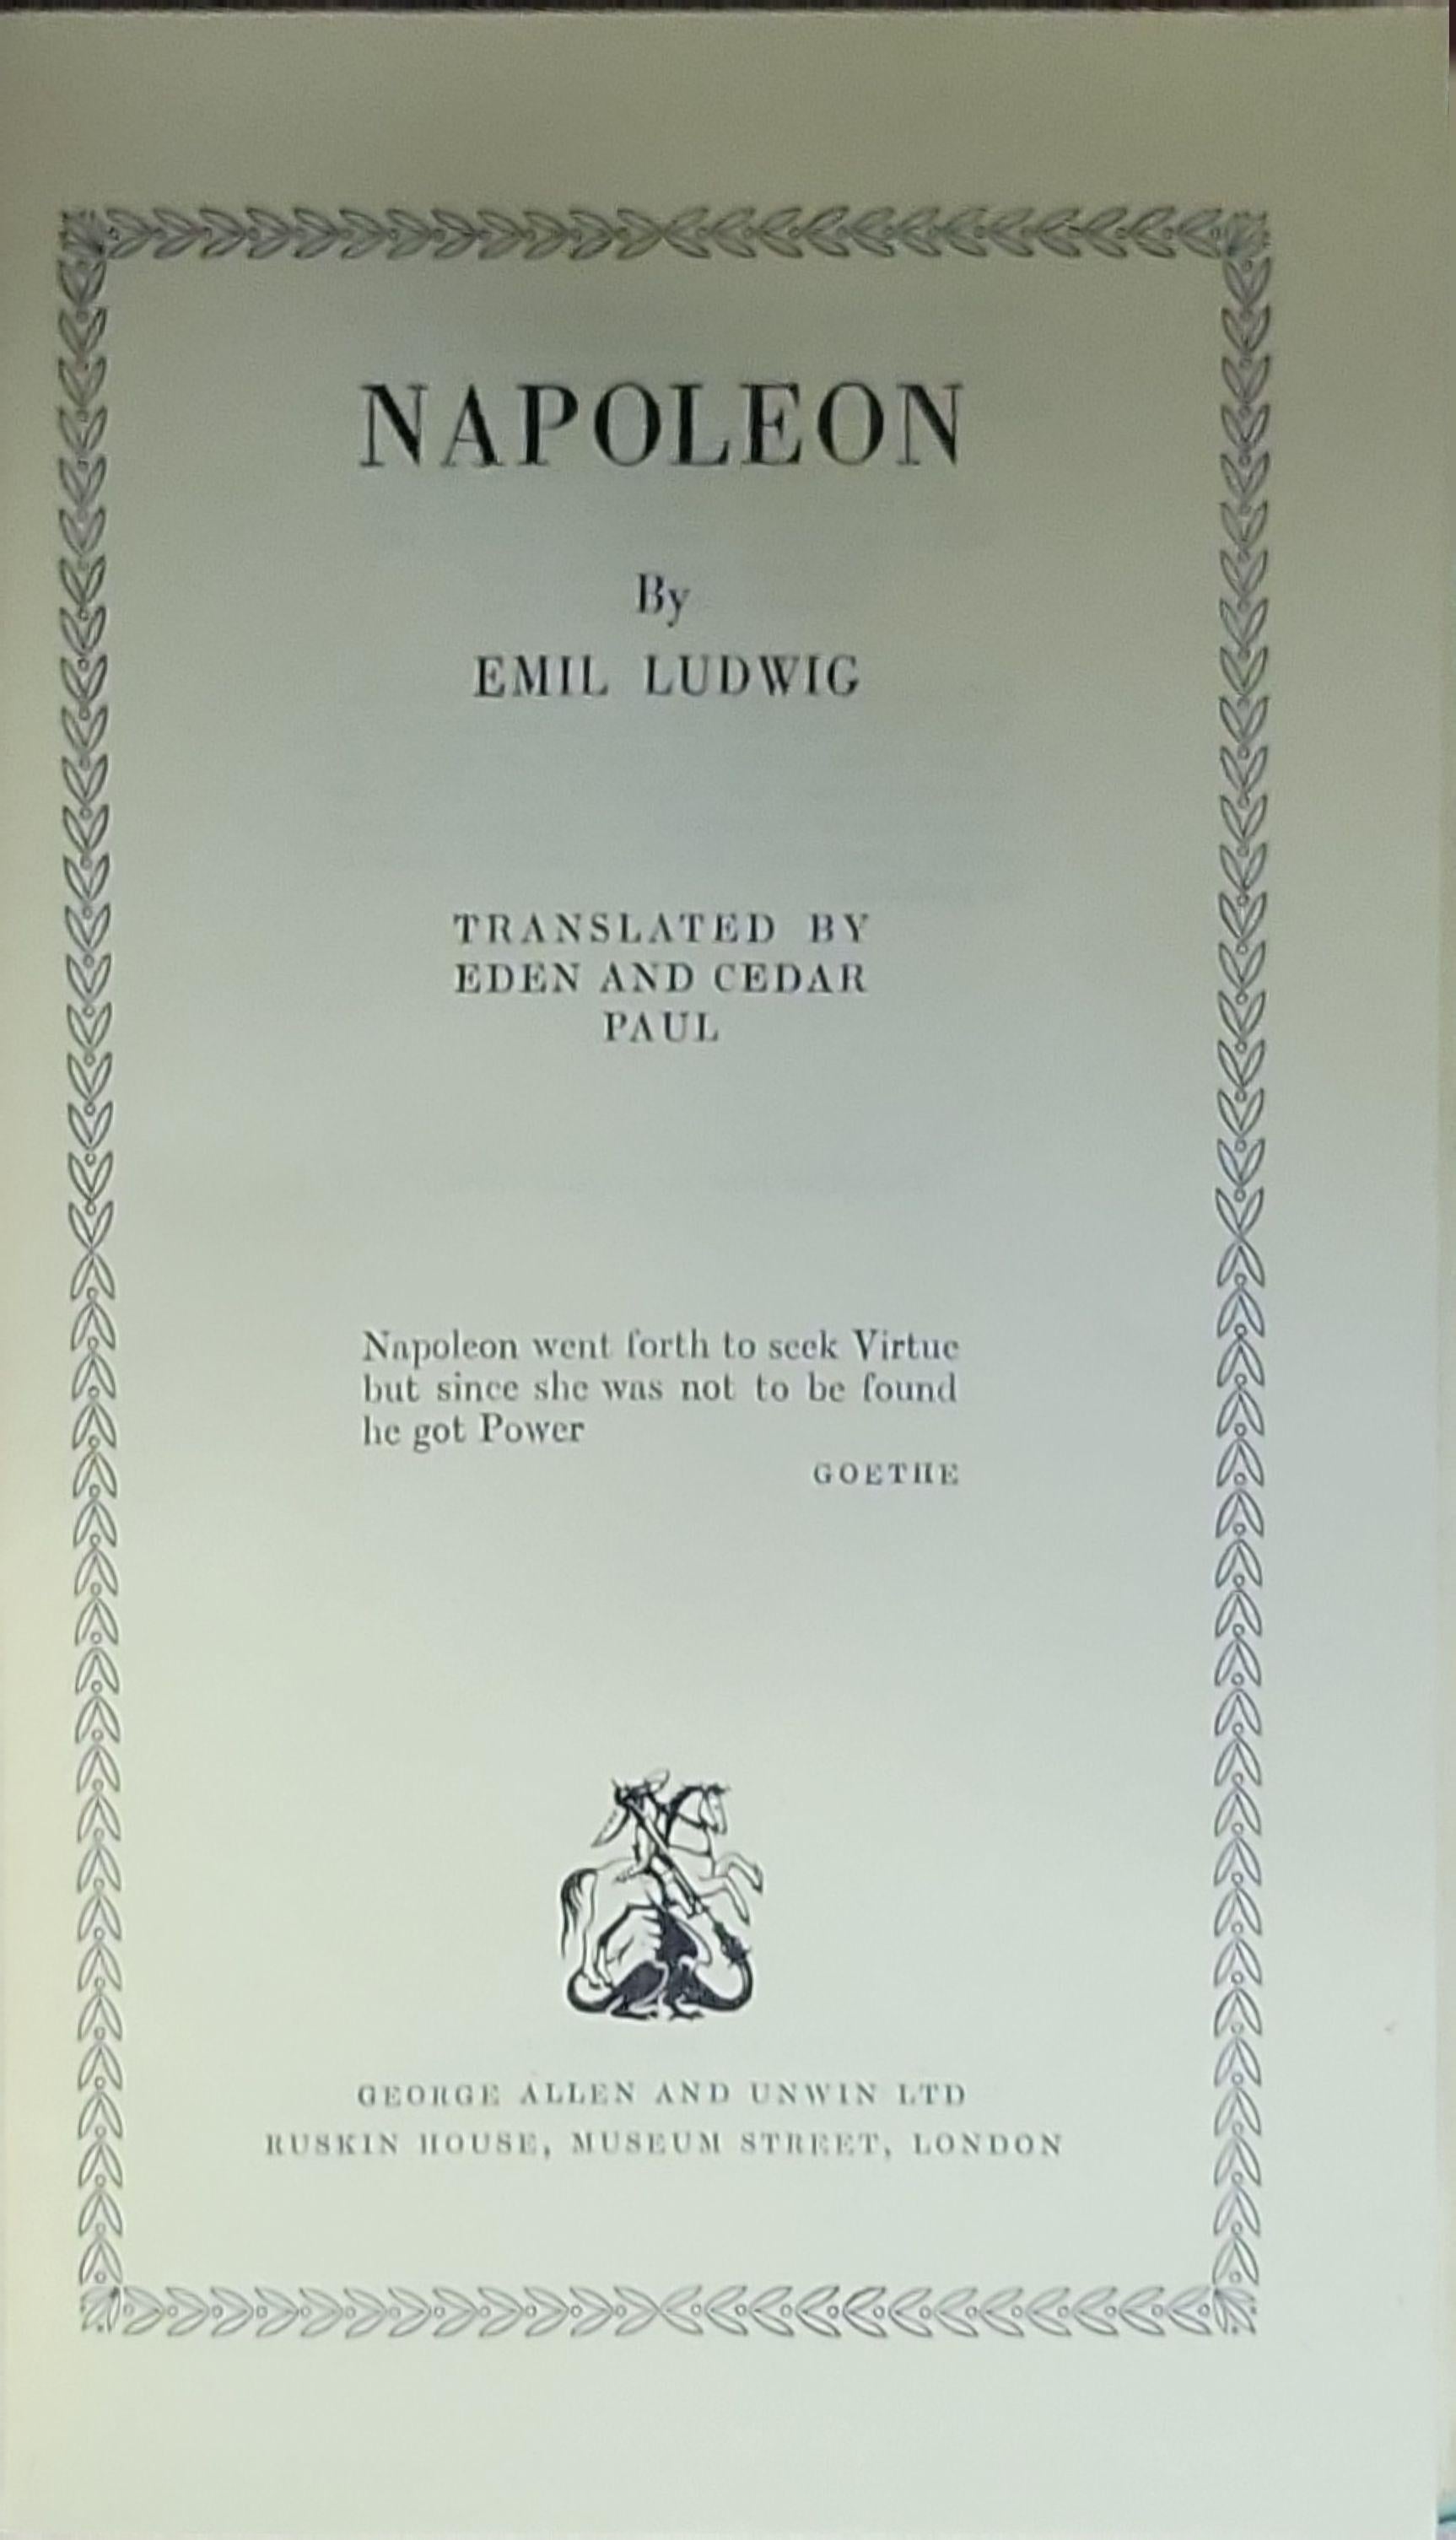 NAPOLEON
By
EMIL LUDWIG
TRANSLATED BY
EDEN AND CEDAR
PAUL
Napoleon went forth to seek Virtue
but since she was not to be found
he got Power
GOETHE
GEORGE ALLEN AND UNWIN LTD
RUSKIN HOUSE, MUSEUM STREET, LONDON